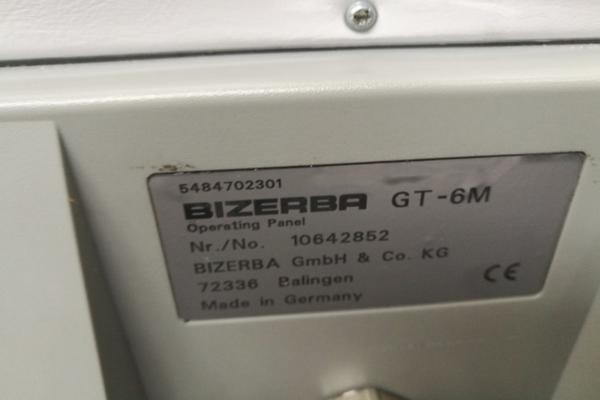 5484702301
BIZERBA GT-6M
Operating Panel
Nr./No. 10642852
BIZERBA GmbH & Co. KG
72336 Balingen
Made in Germany
CE